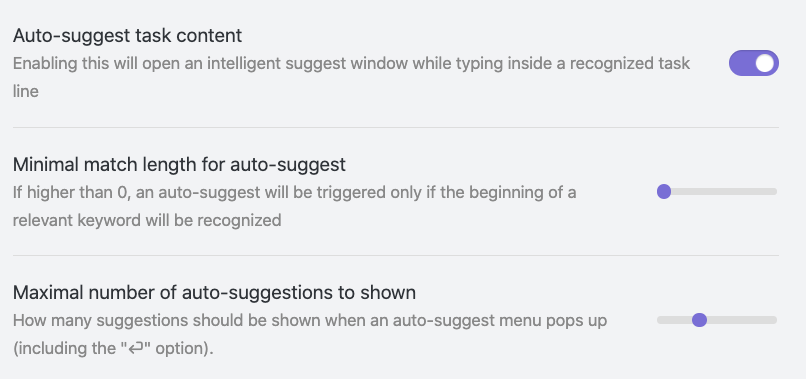 Auto-suggest task content
Enabling this will open an intelligent suggest window while typing inside a recognized task
line
Minimal match length for auto-suggest
If higher than 0, an auto-suggest will be triggered only if the beginning of a
relevant keyword will be recognized
Maximal number of auto-suggestions to shown
How many suggestions should be shown when an auto-suggest menu pops up
(including the "⏎" option).